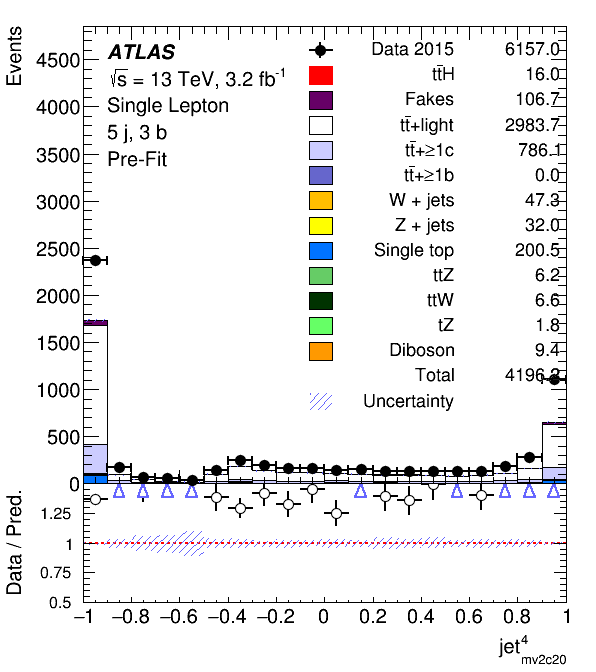 Events
4500
4000
3500
3000
2500
2000
1500
1000
500
0
ATLAS
√s = 13 TeV, 3.2 fb⁻¹
Single Lepton
5 j, 3 b
Pre-Fit
Data 2015 6157.0
tt̄H 16.0
Fakes 106.7
tt̄+light 2983.7
tt̄+≥1c 786.1
tt̄+≥1b 0.0
W + jets 47.3
Z + jets 32.0
Single top 200.5
ttZ 6.2
ttW 6.6
tZ 1.8
Diboson 9.4
Total 4196.2
Uncertainty
Data / Pred.
1.25
1
0.75
0.5
−1 −0.8 −0.6 −0.4 −0.2 0 0.2 0.4 0.6 0.8 1
jet⁴mv2c20